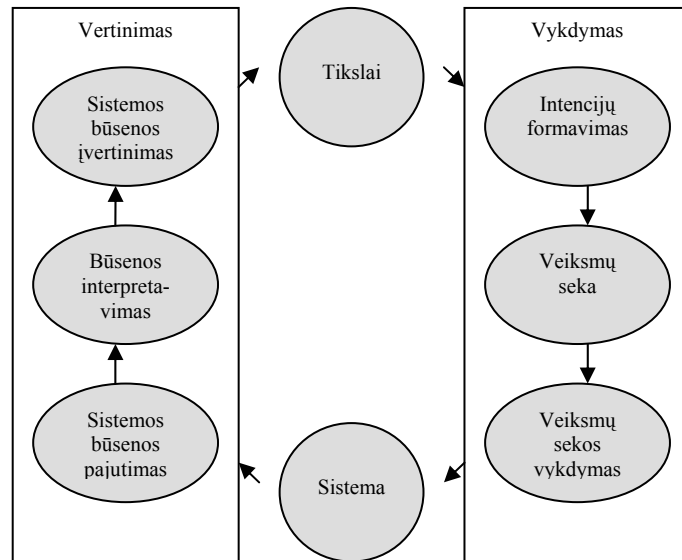 Vertinimas
Sistemos
būsenos
įvertinimas
Būsenos
interpreta-
vimas
Sistemos
būsenos
pajutimas
Tikslai
Sistema
Vykdymas
Intencijų
formavimas
Veiksmų
seka
Veiksmų
sekos
vykdymas